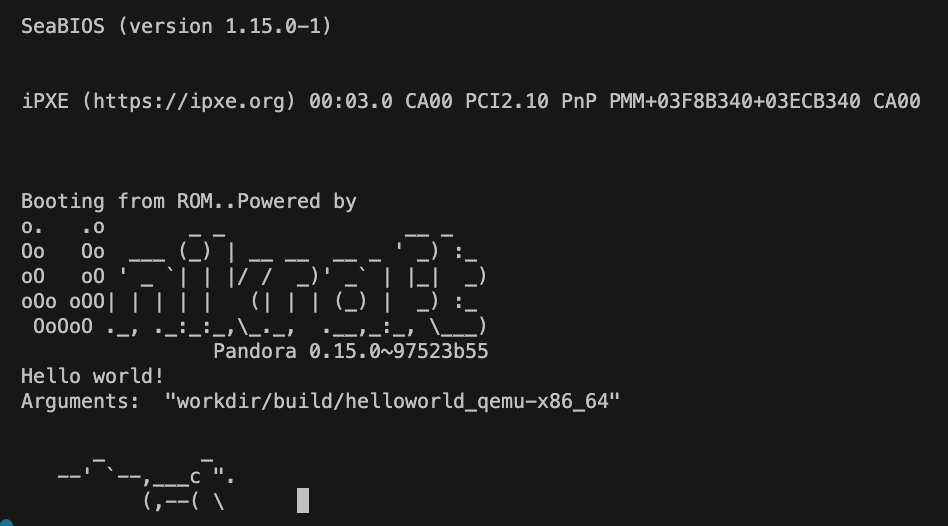 SeaBIOS (version 1.15.0-1)
iPXE (https://ipxe.org) 00:03.0 CA00 PCI2.10 PnP PMM+03F8B340+03ECB340 CA00
Booting from ROM..Powered by
o.   .o       _ _               __ _
Oo   Oo  ___ (_) | __ __  __ _ '_) :_
oO   oO ' _ `| | |/ /  _)' _` | |_|  _)
oOo oOO| | | | |   (| | | (_) |  _) :_
 OoOoO ._, ._:_:_,\_._,  .__,_:_, \___)
                Pandora 0.15.0~97523b55
Hello world!
Arguments:  "workdir/build/helloworld_qemu-x86_64"
      _        _
   --' `--,___c ".
          (,--( \